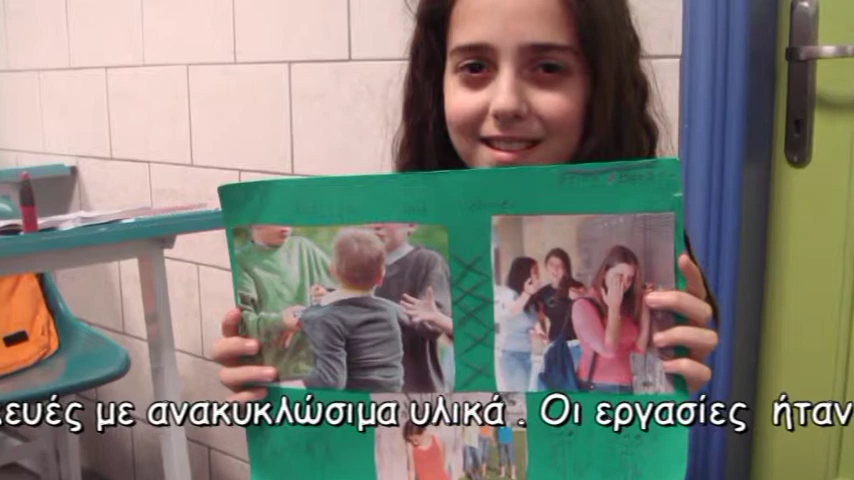 ευές με ανακυκλώσιμα υλικά . Οι εργασίες ήταν